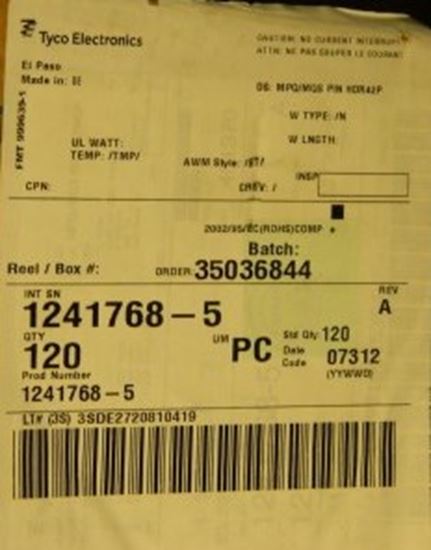 Tyco Electronics
CAUTION: NO CURRENT INTERRUPT
ATTN: NE PAS COUPER LE COURANT
El Paso
Made in: DE
DS: MPQ/MQS PIN HDR42P
FMT 999639-1
W TYPE: /N
UL WATT:
W LNGTH:
TEMP: /TMP/
AWM Style: /ST/
CPN:
CREV: /
INSP
2002/95/EC(ROHS)COMP
Batch:
Reel / Box #:
ORDER: 35036844
INT SN
REV
1241768-5
A
QTY
120
UM PC
Std Qty: 120
Date Code 07312
(YYWWD)
Prod Number
1241768-5
LT# (3S) 3SDE2720810419